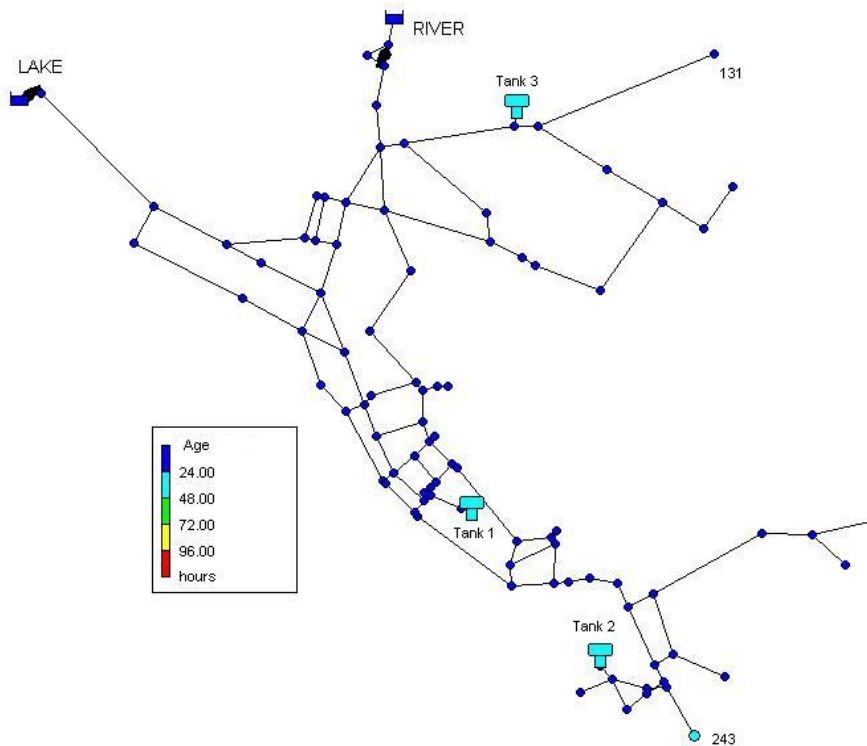 RIVER
LAKE
131
Tank 3
Age
24.00
48.00
72.00
96.00
hours
Tank 1
Tank 2
243